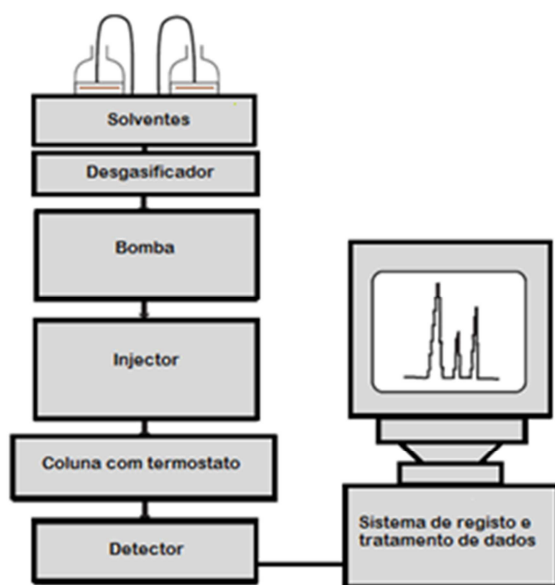 Solventes
Desgasificador
Bomba
Injector
Coluna com termostato
Detector
Sistema de registo e
tratamento de dados